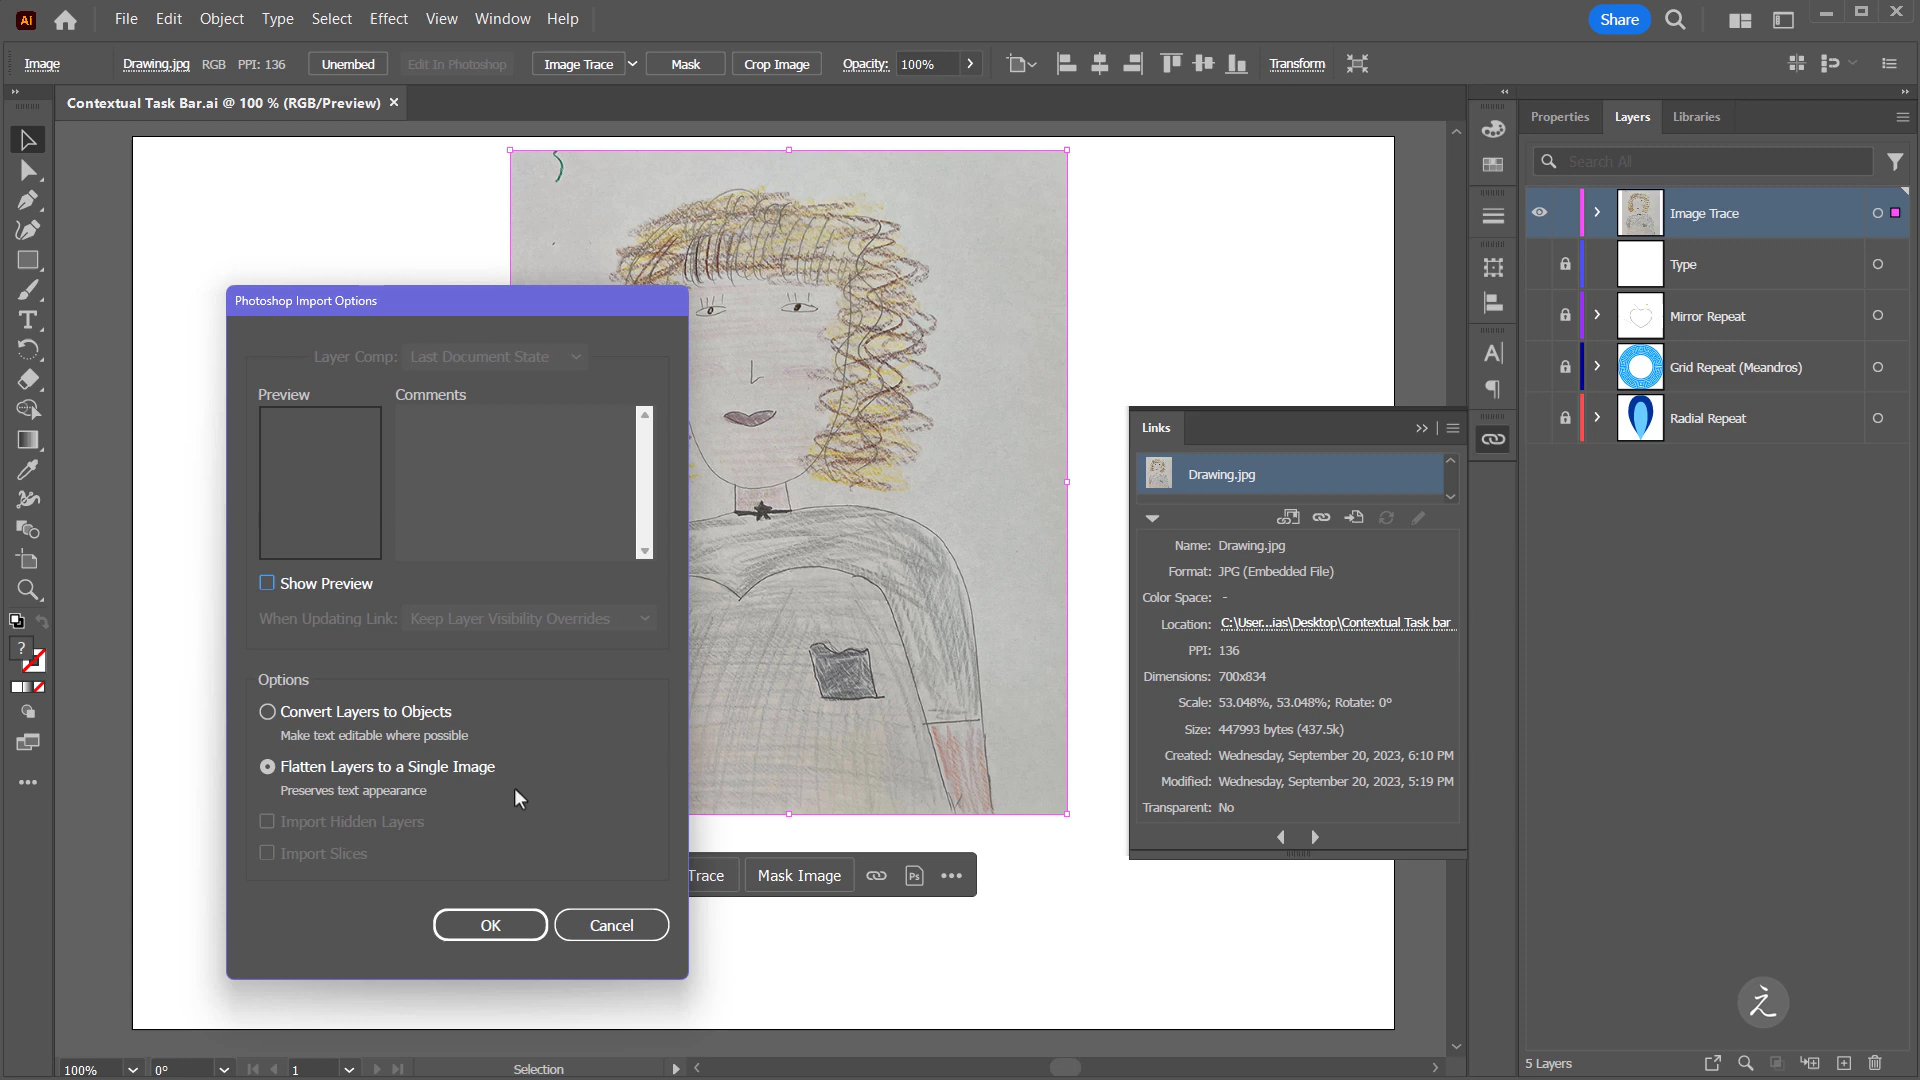 Ai File Edit Object Type Select Effect View Window Help Share
Image Drawing.jpg RGB PPI: 136 Unembed Edit In Photoshop Image Trace Mask Crop Image Opacity: 100% Transform
Contextual Task Bar.ai @ 100 % (RGB/Preview)
Properties Layers Libraries
Search All
Image Trace
Type
Mirror Repeat
Grid Repeat (Meandros)
Radial Repeat
Photoshop Import Options
Layer Comp: Last Document State
Preview Comments
Show Preview
When Updating Link: Keep Layer Visibility Overrides
Options
Convert Layers to Objects
Make text editable where possible
Flatten Layers to a Single Image
Preserves text appearance
Import Hidden Layers
Import Slices
OK Cancel
Trace Mask Image Ps
Links
Drawing.jpg
Name: Drawing.jpg
Format: JPG (Embedded File)
Color Space: -
Location: C:\User...ias\Desktop\Contextual Task bar
PPI: 136
Dimensions: 700x834
Scale: 53.048%, 53.048%; Rotate: 0°
Size: 447993 bytes (437.5k)
Created: Wednesday, September 20, 2023, 6:10 PM
Modified: Wednesday, September 20, 2023, 5:19 PM
Transparent: No
100% 0° 1 Selection
5 Layers